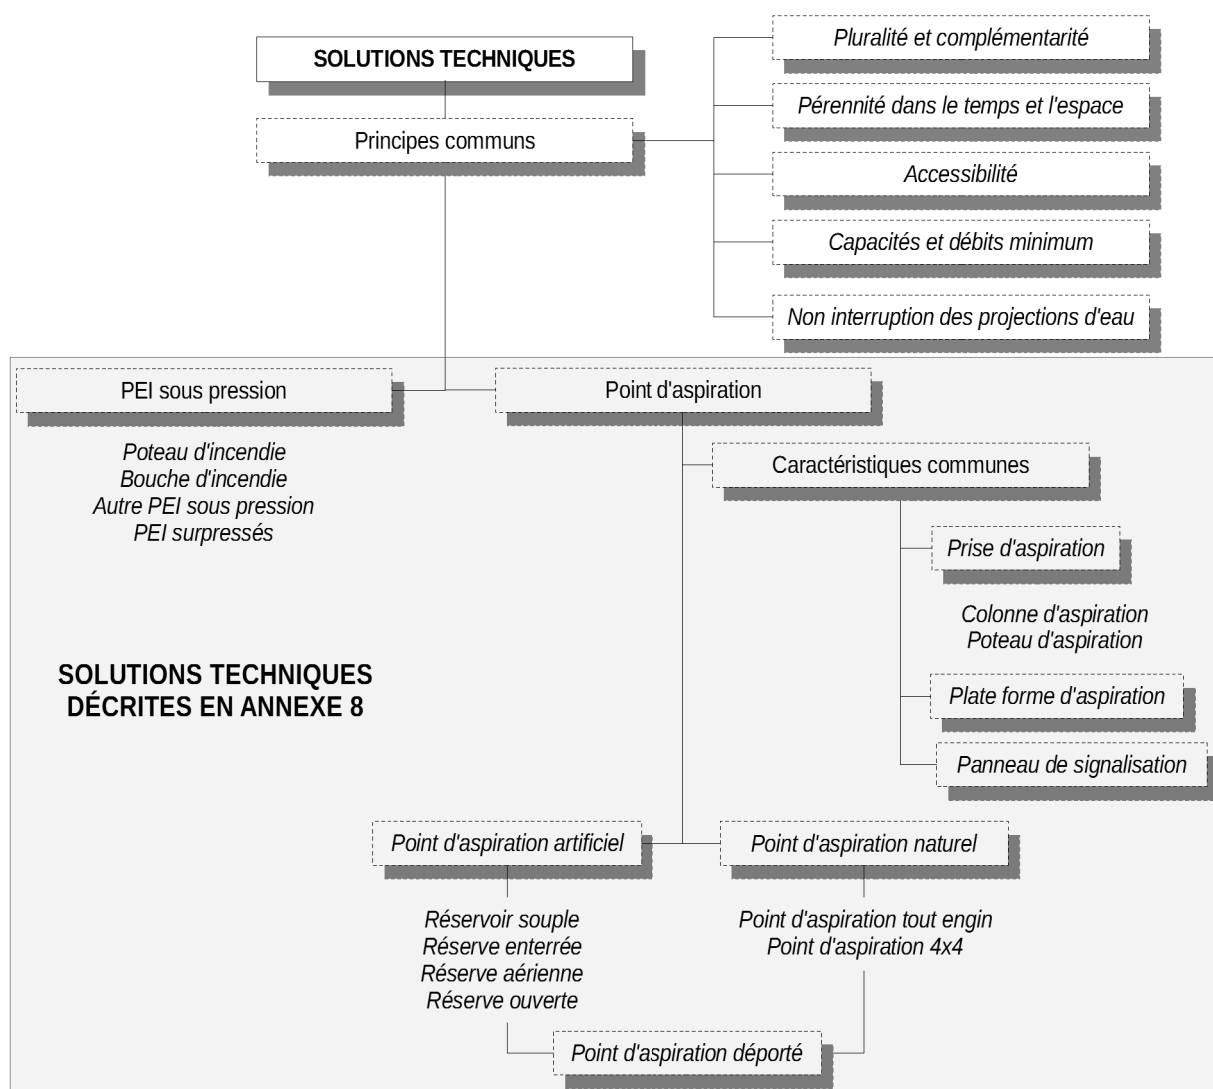 SOLUTIONS TECHNIQUES
Principes communs
Pluralité et complémentarité
Pérennité dans le temps et l'espace
Accessibilité
Capacités et débits minimum
Non interruption des projections d'eau
PEI sous pression
Poteau d'incendie
Bouche d'incendie
Autre PEI sous pression
PEI surpressés
Point d'aspiration
Caractéristiques communes
Prise d'aspiration
Colonne d'aspiration
Poteau d'aspiration
Plate forme d'aspiration
Panneau de signalisation
SOLUTIONS TECHNIQUES
DÉCRITES EN ANNEXE 8
Point d'aspiration artificiel
Réservoir souple
Réserve enterrée
Réserve aérienne
Réserve ouverte
Point d'aspiration naturel
Point d'aspiration tout engin
Point d'aspiration 4x4
Point d'aspiration déporté